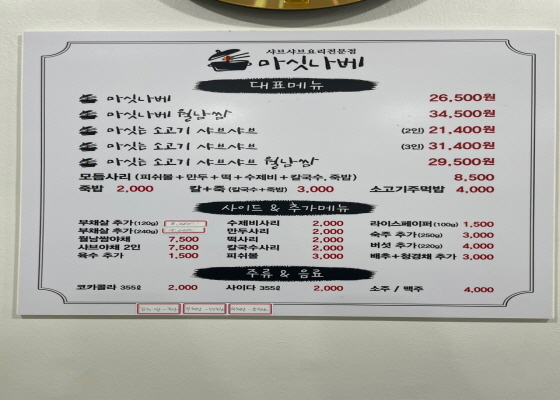 샤브샤브요리전문점
마싯나베
대표메뉴
마싯나베 26,500원
마싯나베 월남쌈 34,500원
마싯는 소고기 샤브샤브 (2인) 21,400원
마싯는 소고기 샤브샤브 (3인) 31,400원
마싯는 소고기 샤브샤브 월남쌈 29,500원
모듬사리 (피쉬볼+만두+떡+수제비+칼국수,죽밥) 8,500
죽밥 2,000 칼+죽 (칼국수+죽밥) 3,000 소고기주먹밥 4,000
사이드 & 추가메뉴
부채살 추가(120g) 수제비사리 2,000 라이스페이퍼(100g) 1,500
부채살 추가(240g) 만두사리 2,000 숙주 추가(250g) 3,000
월남쌈야채 7,500 떡사리 2,000 버섯 추가(220g) 4,000
샤브야채 2인 7,500 칼국수사리 2,000 배추+청경채 추가 3,000
육수 추가 1,500 피쉬볼 3,000
주류 & 음료
코카콜라 355ℓ 2,000 사이다 355ℓ 2,000 소주 / 맥주 4,000